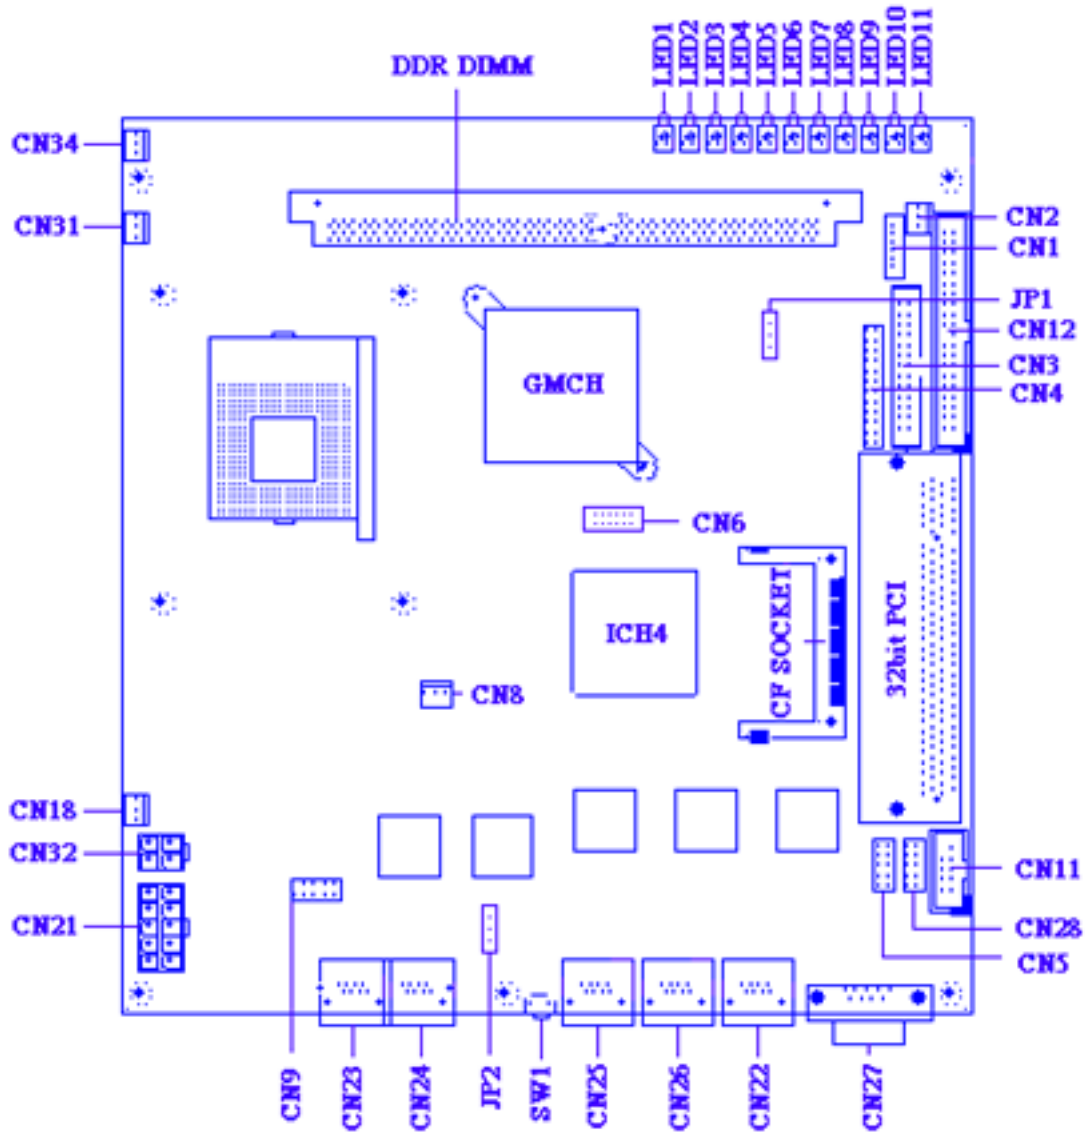 LED1
LED2
LED3
LED4
LED5
LED6
LED7
LED8
LED9
LED10
LED11
DDR DIMM
CN34
CN31
CN2
CN1
JP1
CN12
CN3
CN4
GMCH
CN6
CF SOCKET
32bit PCI
ICH4
CN8
CN18
CN32
CN21
CN11
CN28
CN5
CN9
CN23
CN24
JP2
SW1
CN25
CN26
CN22
CN27